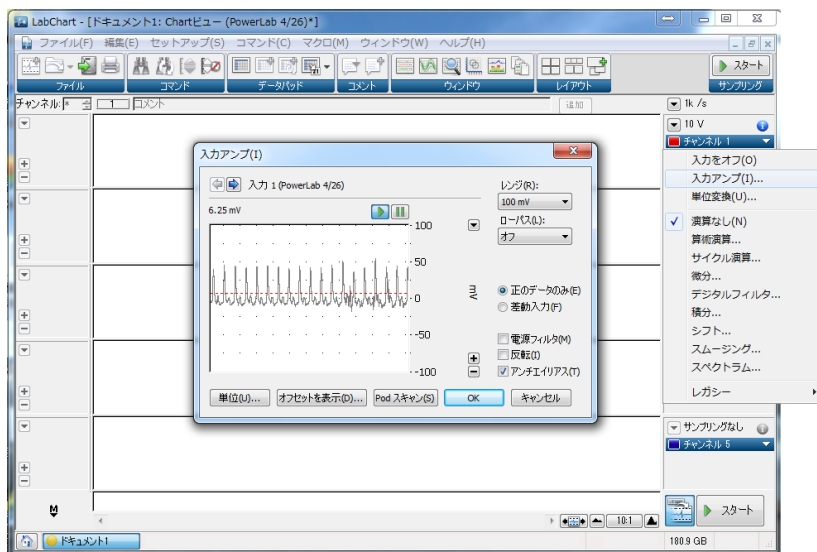 LabChart - [ドキュメント1: Chartビュー (PowerLab 4/26)*]
ファイル(F) 編集(E) セットアップ(S) コマンド(C) マクロ(M) ウィンドウ(W) ヘルプ(H)
スタート
ファイル コマンド データパッド コメント ウィンドウ レイアウト サンプリング
チャンネル: * 1 コメント 追加 1k /s
10 V
チャンネル 1
入力アンプ(I)
入力 1 (PowerLab 4/26)
6.25 mV
100
50
0
-50
-100
mV
レンジ(R):
100 mV
ローパス(L):
オフ
正のデータのみ(E)
差動入力(F)
電源フィルタ(M)
反転(I)
アンチエイリアス(T)
単位(U)... オフセットを表示(D)... Pod スキャン(S) OK キャンセル
入力をオフ(O)
入力アンプ(I)...
単位変換(U)...
演算なし(N)
算術演算...
サイクル演算...
微分...
デジタルフィルタ...
積分...
シフト...
スムージング...
スペクトラム...
レガシー
サンプリングなし
チャンネル 5
M
10:1
スタート
ドキュメント1
180.9 GB